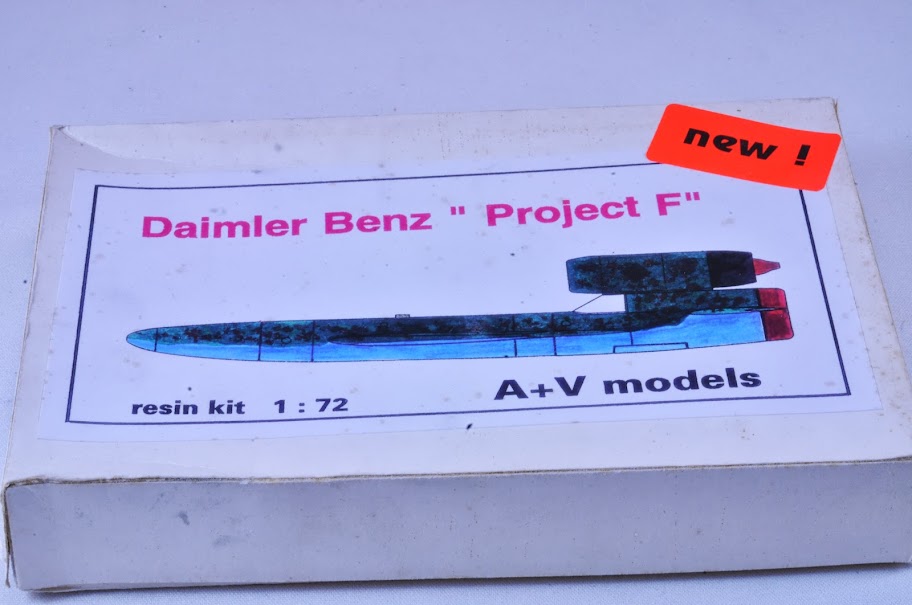 new !
Daimler Benz " Project F"
A+V models
resin kit 1 : 72